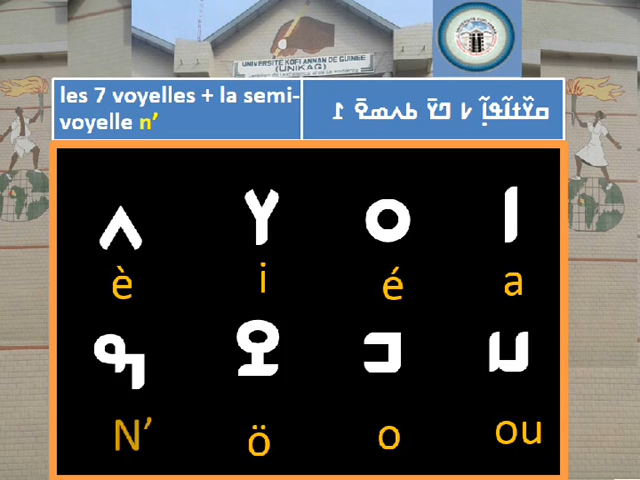 UNIVERSITE KOFI ANNAN DE GUINEE
(UNIKAG)
les 7 voyelles + la semi-
voyelle n’
ߊ ߋ ߌ ߍ
è i é a
ߎ ߏ ߐ ߒ
N’ ö o ou